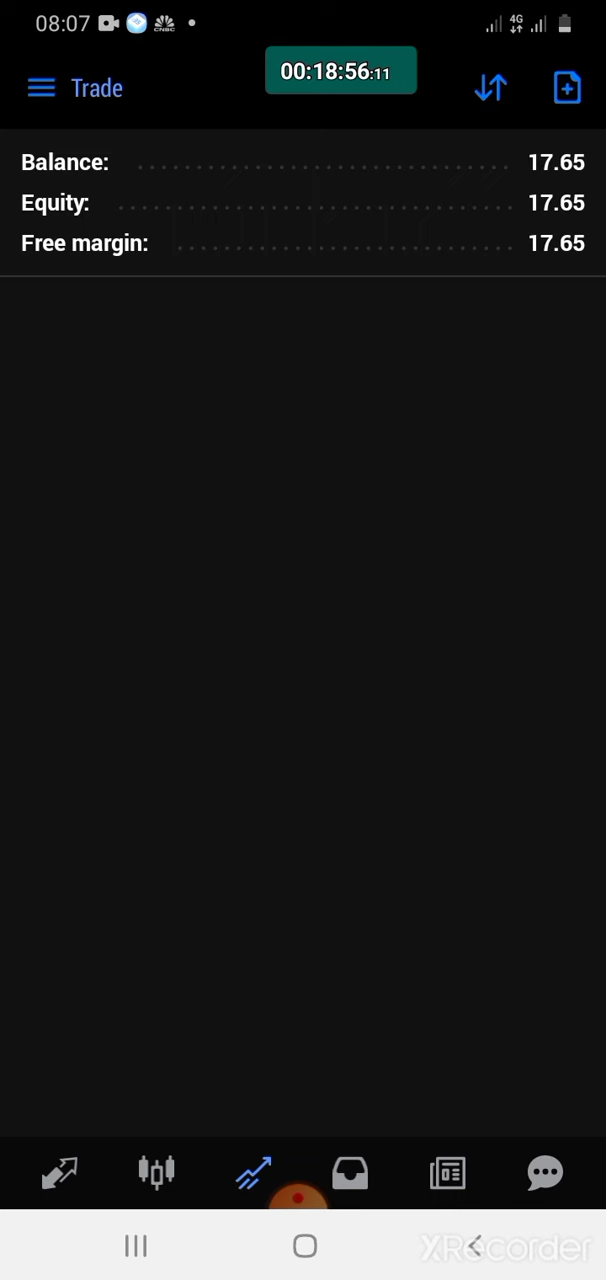 08:07 CNBC 4G
00:18:56:11
Trade
Balance: 17.65
Equity: 17.65
Free margin: 17.65
XRecorder